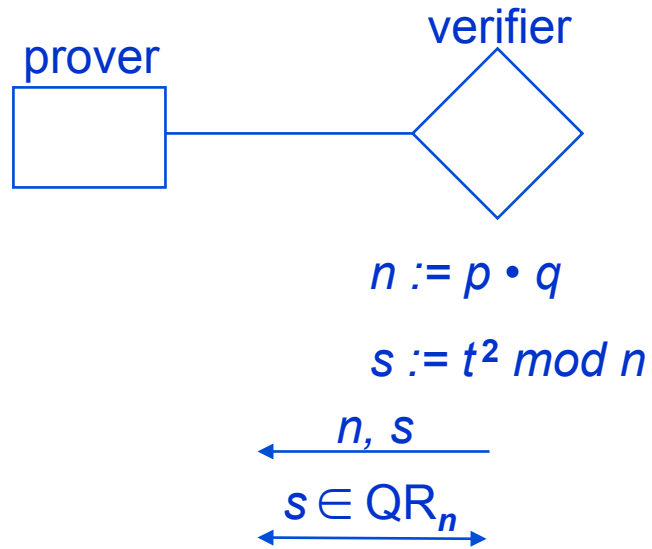 prover
verifier
n := p • q
s := t² mod n
n, s
s ∈ QRₙ